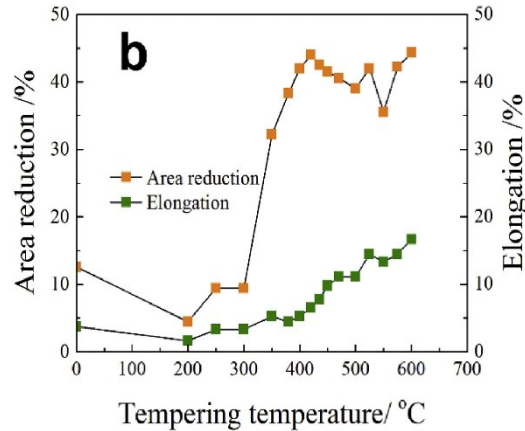 b
Area reduction /%
Elongation /%
50
40
30
20
10
0
50
40
30
20
10
0
Area reduction
Elongation
0 100 200 300 400 500 600 700
Tempering temperature/ °C